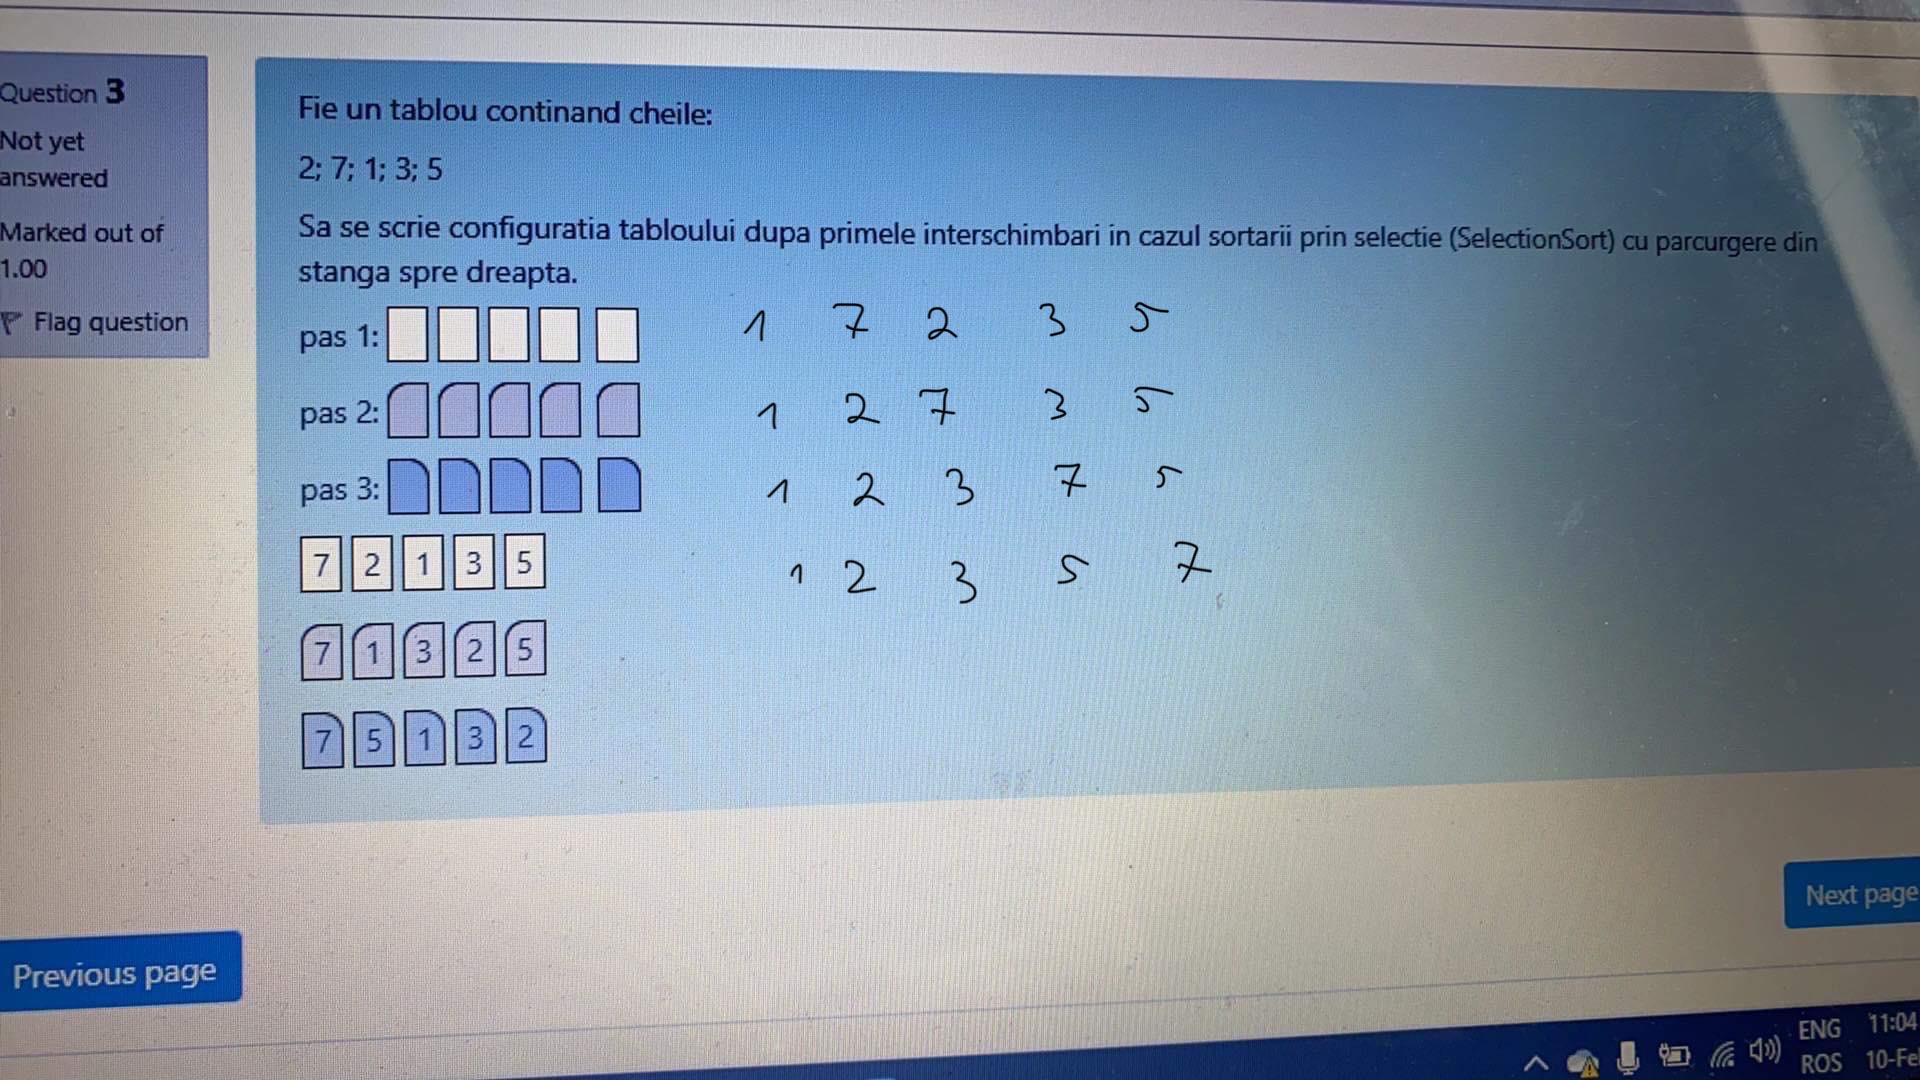 Question 3
Not yet
answered
Marked out of
1.00
Flag question
Fie un tablou continand cheile:
2; 7; 1; 3; 5
Sa se scrie configuratia tabloului dupa primele interschimbari in cazul sortarii prin selectie (SelectionSort) cu parcurgere din
stanga spre dreapta.
pas 1:
1 7 2 3 5
pas 2:
1 2 7 3 5
pas 3:
1 2 3 7 5
7 2 1 3 5
1 2 3 5 7
7 1 3 2 5
7 5 1 3 2
Next page
Previous page
ENG
ROS
11:04
10-Fe